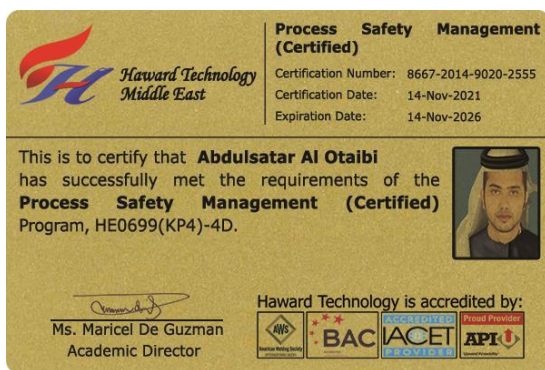 Haward Technology
Middle East
Process Safety Management
(Certified)
Certification Number: 8667-2014-9020-2555
Certification Date: 14-Nov-2021
Expiration Date: 14-Nov-2026
This is to certify that Abdulsatar Al Otaibi
has successfully met the requirements of the
Process Safety Management (Certified)
Program, HE0699(KP4)-4D.
Ms. Maricel De Guzman
Academic Director
Haward Technology is accredited by:
AWS
American Welding Society
BAC
ACCREDITED
IACET
PROVIDER
Proud Provider
API